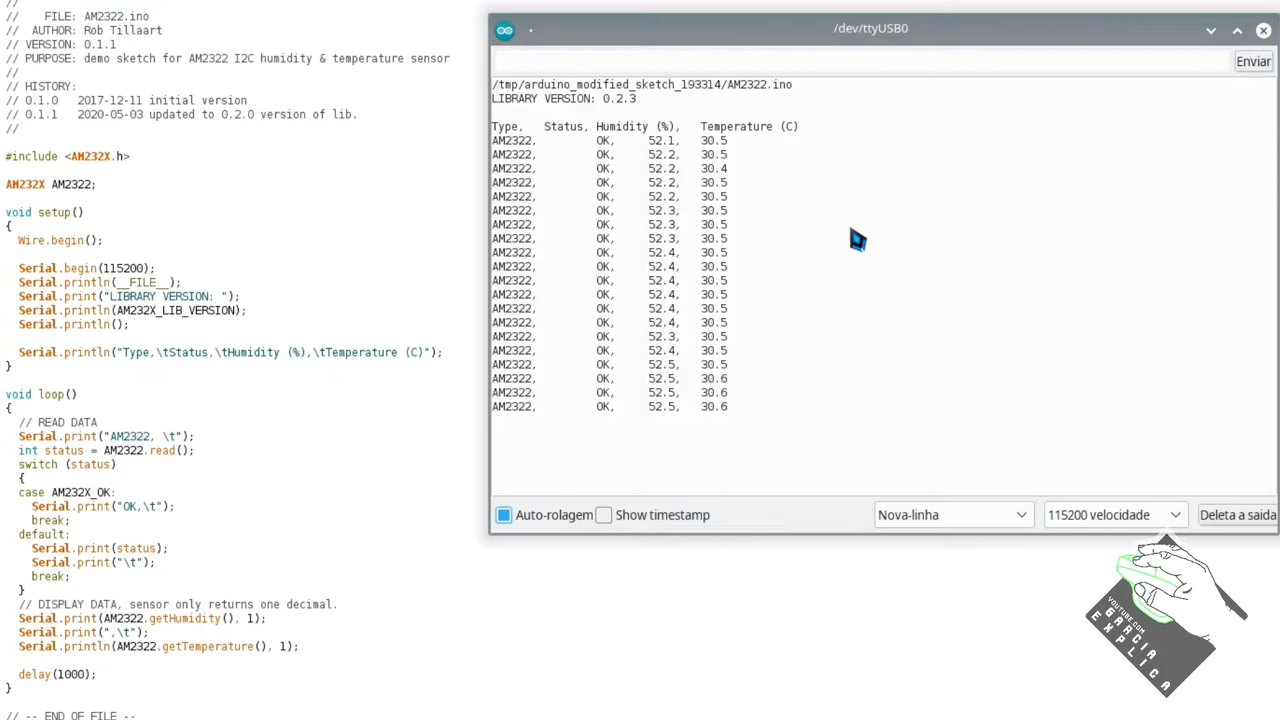 //
//    FILE: AM2322.ino
//  AUTHOR: Rob Tillaart
// VERSION: 0.1.1
// PURPOSE: demo sketch for AM2322 I2C humidity & temperature sensor
//
// HISTORY:
// 0.1.0   2017-12-11 initial version
// 0.1.1   2020-05-03 updated to 0.2.0 version of lib.
//
#include <AM232X.h>
AM232X AM2322;
void setup()
{
  Wire.begin();
  Serial.begin(115200);
  Serial.println(__FILE__);
  Serial.print("LIBRARY VERSION: ");
  Serial.println(AM232X_LIB_VERSION);
  Serial.println();
  Serial.println("Type,\tStatus,\tHumidity (%),\tTemperature (C)");
}
void loop()
{
  // READ DATA
  Serial.print("AM2322, \t");
  int status = AM2322.read();
  switch (status)
  {
  case AM232X_OK:
    Serial.print("OK,\t");
    break;
  default:
    Serial.print(status);
    Serial.print("\t");
    break;
  }
  // DISPLAY DATA, sensor only returns one decimal.
  Serial.print(AM2322.getHumidity(), 1);
  Serial.print(",\t");
  Serial.println(AM2322.getTemperature(), 1);
  delay(1000);
}
// -- END OF FILE --
/dev/ttyUSB0
Enviar
/tmp/arduino_modified_sketch_193314/AM2322.ino
LIBRARY VERSION: 0.2.3
Type,   Status, Humidity (%),   Temperature (C)
AM2322,         OK,     52.1,   30.5
AM2322,         OK,     52.2,   30.5
AM2322,         OK,     52.2,   30.4
AM2322,         OK,     52.2,   30.5
AM2322,         OK,     52.2,   30.5
AM2322,         OK,     52.3,   30.5
AM2322,         OK,     52.3,   30.5
AM2322,         OK,     52.3,   30.5
AM2322,         OK,     52.4,   30.5
AM2322,         OK,     52.4,   30.5
AM2322,         OK,     52.4,   30.5
AM2322,         OK,     52.4,   30.5
AM2322,         OK,     52.4,   30.5
AM2322,         OK,     52.4,   30.5
AM2322,         OK,     52.3,   30.5
AM2322,         OK,     52.4,   30.5
AM2322,         OK,     52.5,   30.5
AM2322,         OK,     52.5,   30.6
AM2322,         OK,     52.5,   30.6
AM2322,         OK,     52.5,   30.6
Auto-rolagem Show timestamp Nova-linha 115200 velocidade Deleta a saida
YOUTUBE.COM
GARCIA
EXPLICA